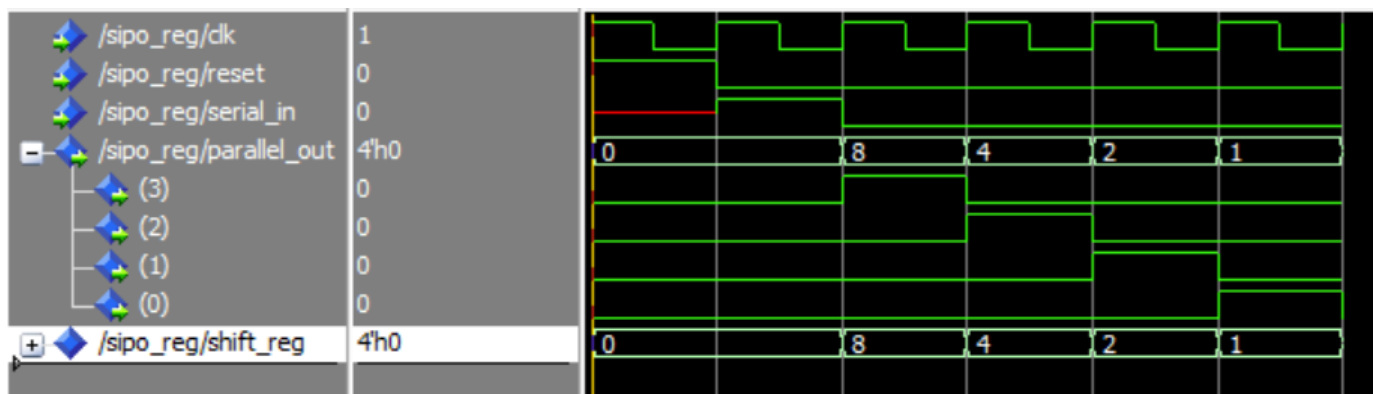 /sipo_reg/clk 1
/sipo_reg/reset 0
/sipo_reg/serial_in 0
/sipo_reg/parallel_out 4'h0 0 8 4 2 1
(3) 0
(2) 0
(1) 0
(0) 0
/sipo_reg/shift_reg 4'h0 0 8 4 2 1